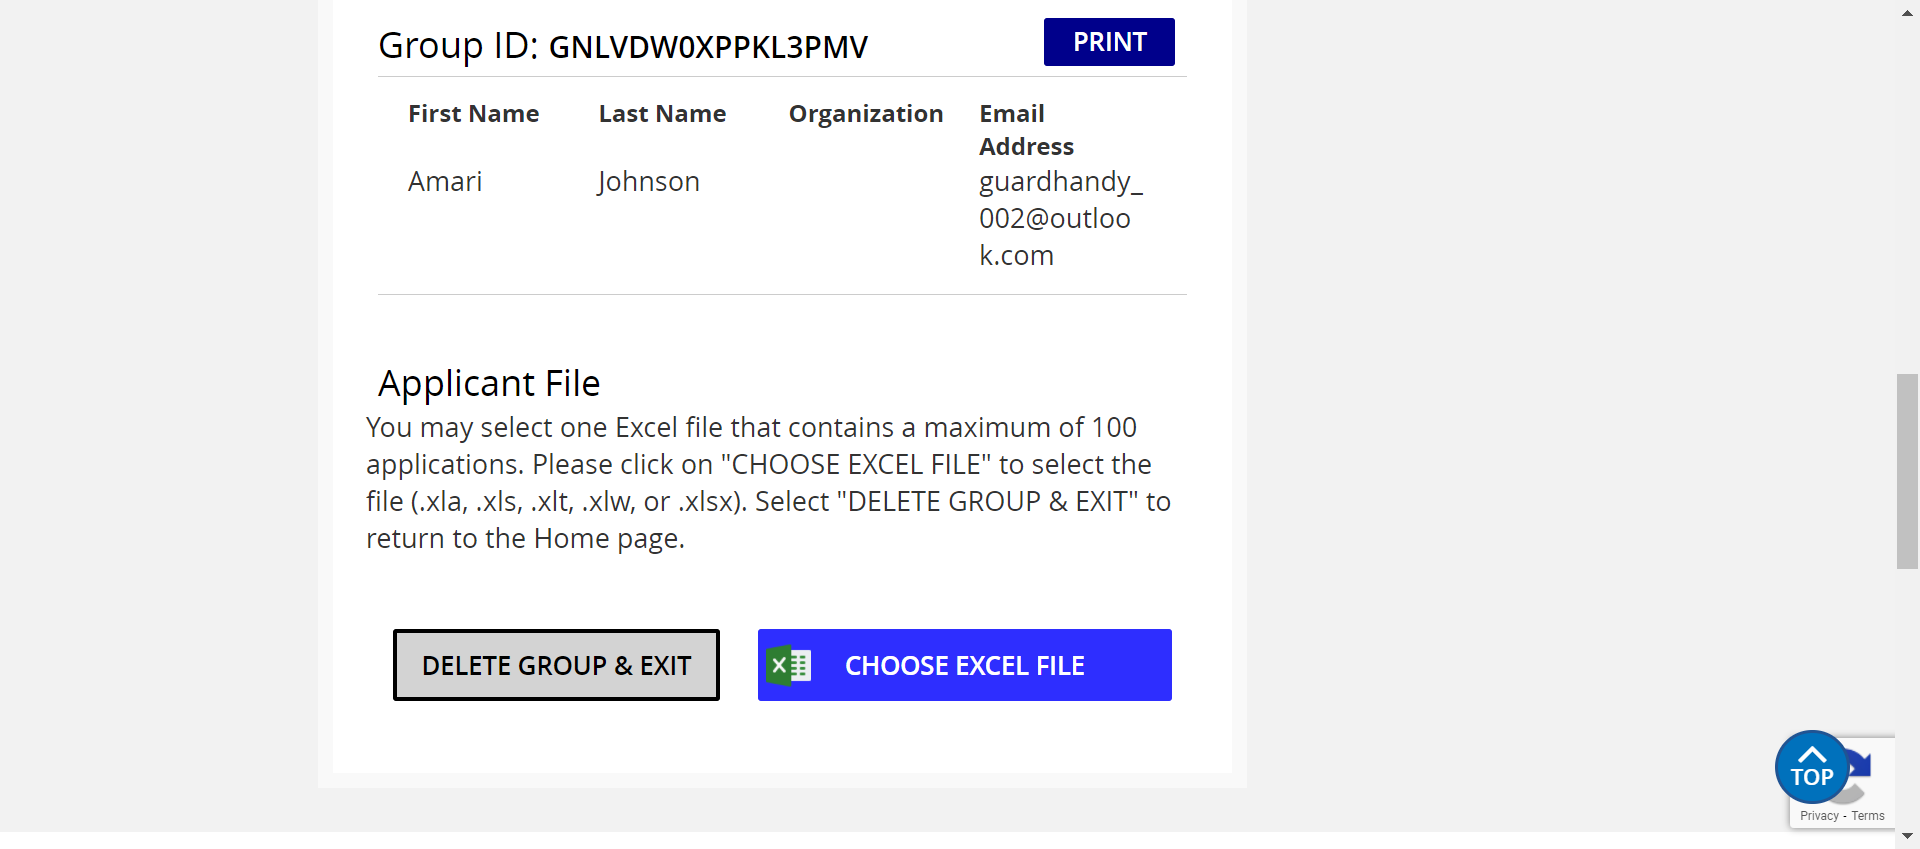 Group ID: GNLVDW0XPPKL3PMV
PRINT
First Name Last Name Organization Email Address
Amari Johnson guardhandy_
002@outloo
k.com
Applicant File
You may select one Excel file that contains a maximum of 100
applications. Please click on "CHOOSE EXCEL FILE" to select the
file (.xla, .xls, .xlt, .xlw, or .xlsx). Select "DELETE GROUP & EXIT" to
return to the Home page.
DELETE GROUP & EXIT
CHOOSE EXCEL FILE
TOP
Privacy - Terms